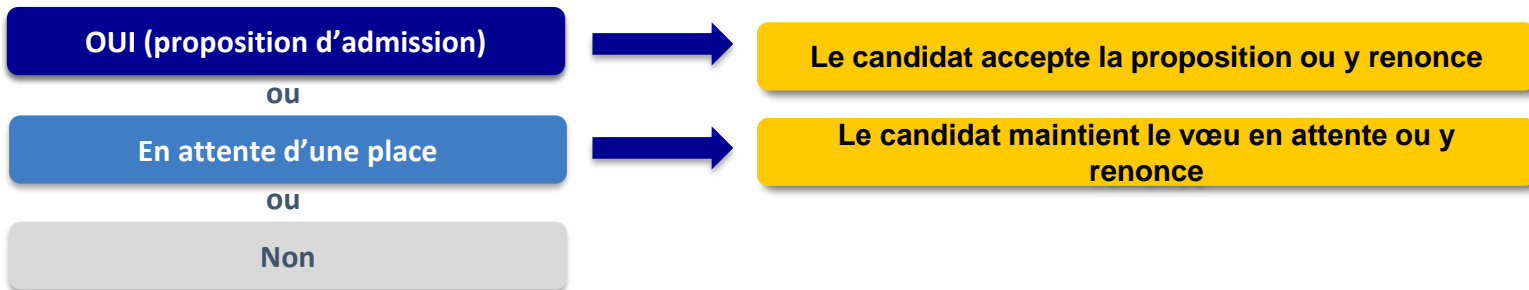 OUI (proposition d’admission)
Le candidat accepte la proposition ou y renonce
ou
En attente d’une place
Le candidat maintient le vœu en attente ou y
renonce
ou
Non